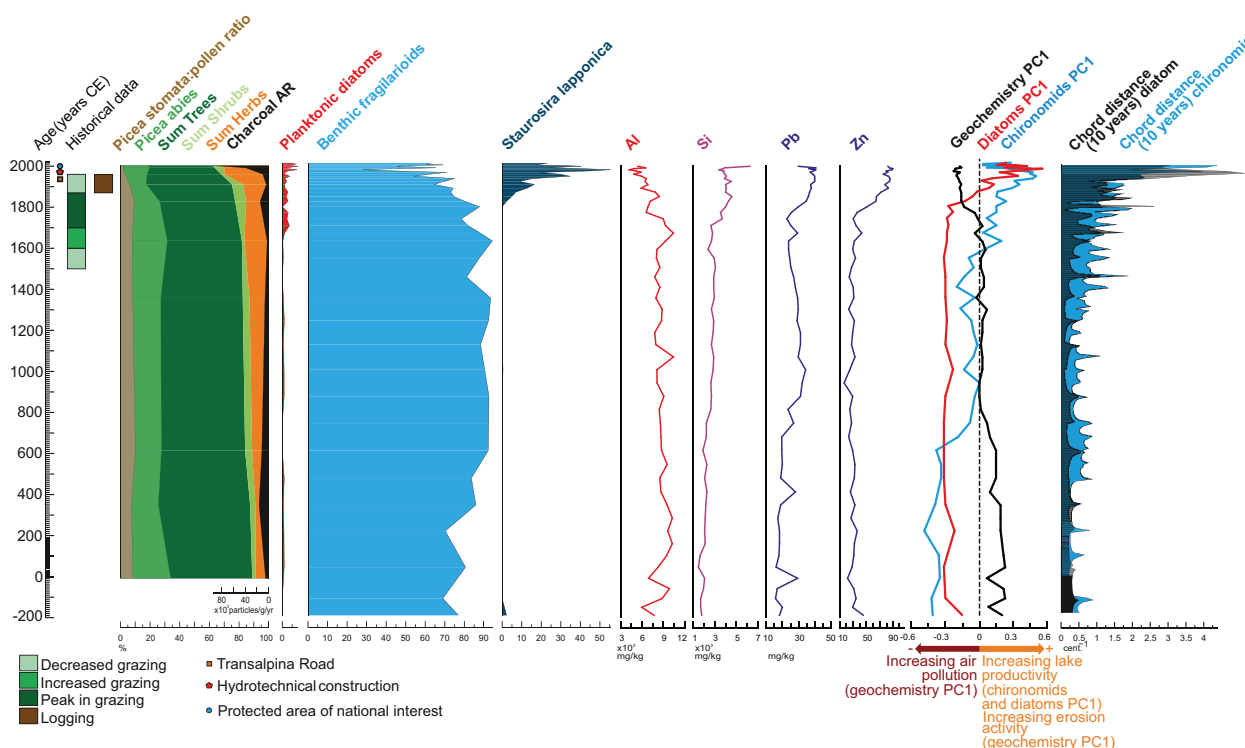 Age(years CE)
Historical data
Picea stomata:pollen ratio
Picea abies
Sum Trees
Sum Shrubs
Sum Herbs
Charcoal AR
Planktonic diatoms
Benthic fragilarioids
Staurosira lapponica
Al
Si
Pb
Zn
Geochemistry PC1
Diatoms PC1
Chironomids PC1
Chord distance
(10 years) diatom
Chord distance
(10 years) chironomid
2000
1800
1600
1400
1200
1000
800
600
400
200
0
-200
80 40 0
x10²particles/g/yr
0 20 40 60 80 100
%
0 10
0 10 20 30 40 50 60 70 80 90
0 10 20 30 40 50
3 6 9 12
x10³
mg/kg
1 3 5 7
x10³
mg/kg
10 30 50
mg/kg
10 50 90
-0.6 -0.3 0 0.3 0.6
- +
0 0.5 1 1.5 2 2.5 3 3.5 4
cent.⁻¹
Increasing air
pollution
(geochemistry PC1)
Increasing lake
productivity
(chironomids
and diatoms PC1)
Increasing erosion
activity
(geochemistry PC1)
Decreased grazing
Increased grazing
Peak in grazing
Logging
Transalpina Road
Hydrotechnical construction
Protected area of national interest